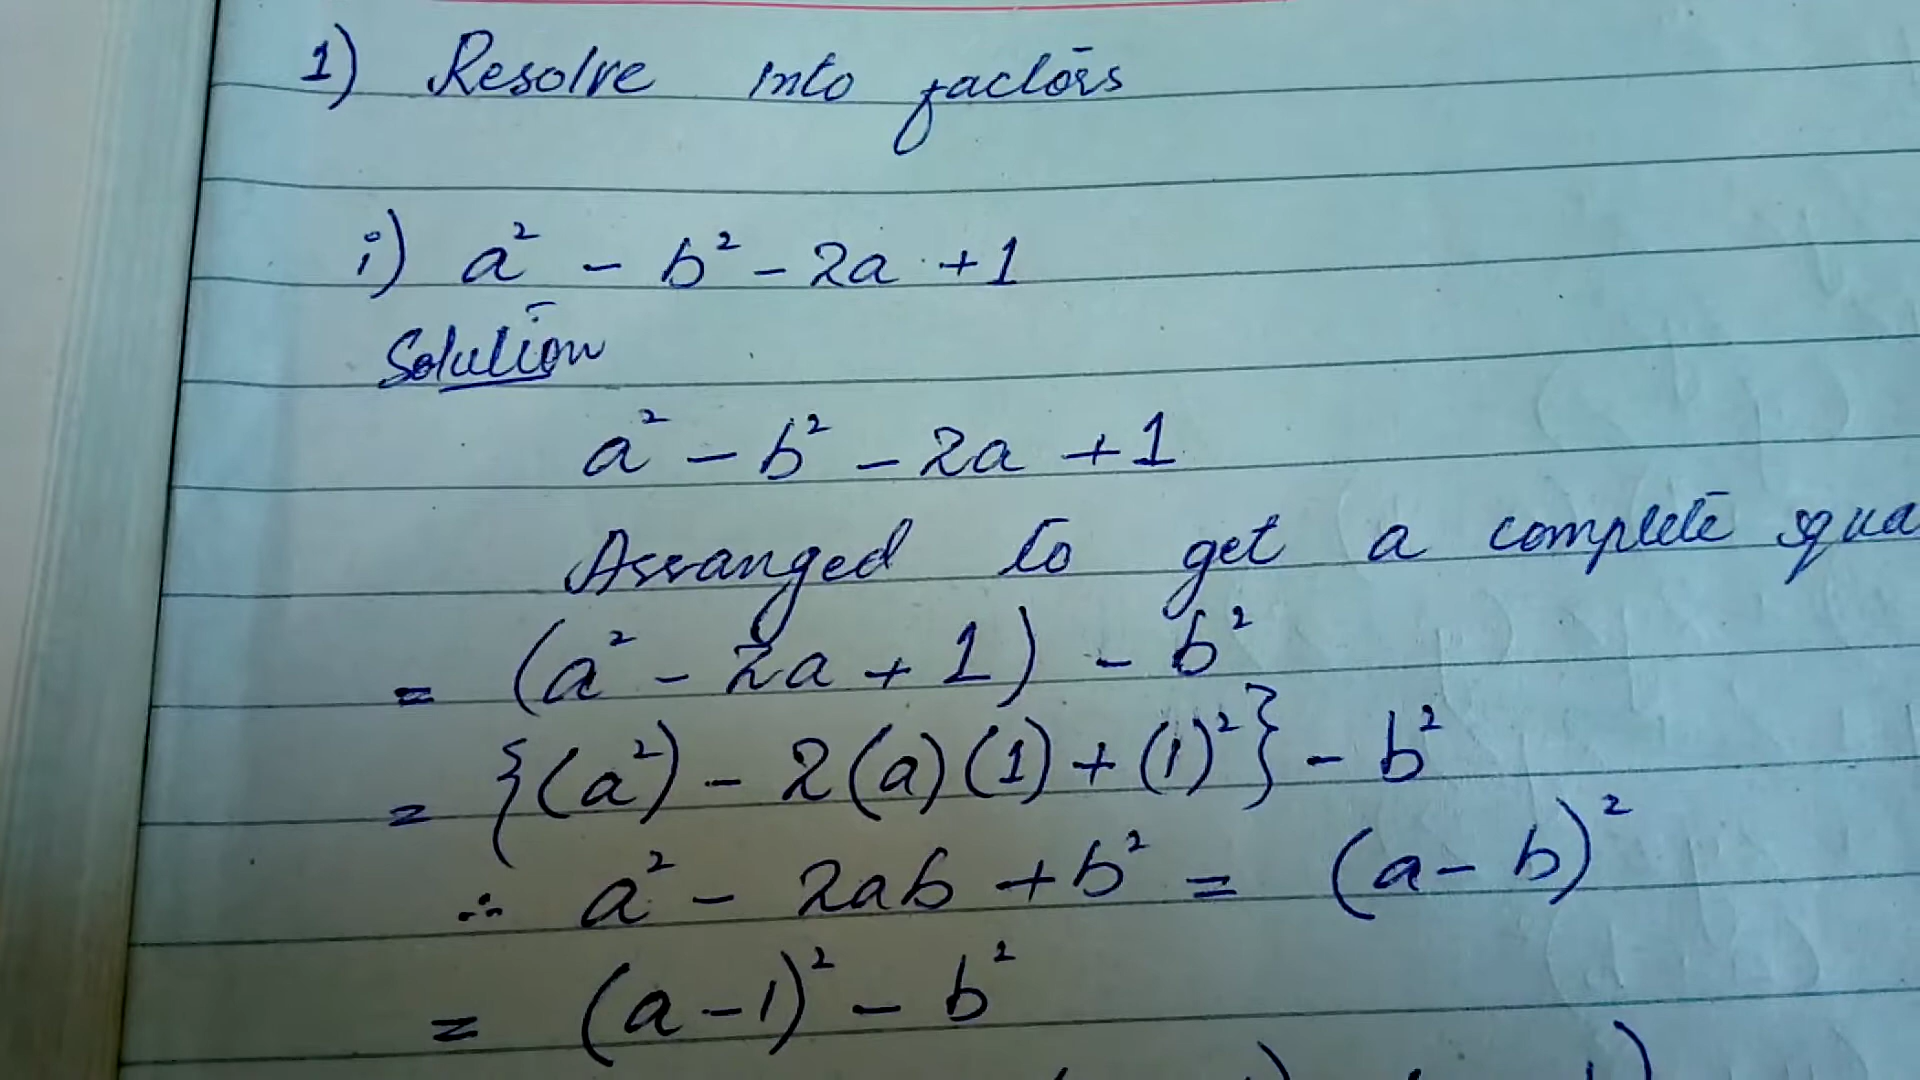 1) Resolve into factors
i) a² - b² - 2a + 1
Solution
a² - b² - 2a + 1
Arranged to get a complete squa
= (a² - 2a + 1) - b²
= {(a²) - 2(a)(1) + (1)²} - b²
∴ a² - 2ab + b² = (a - b)²
= (a - 1)² - b²